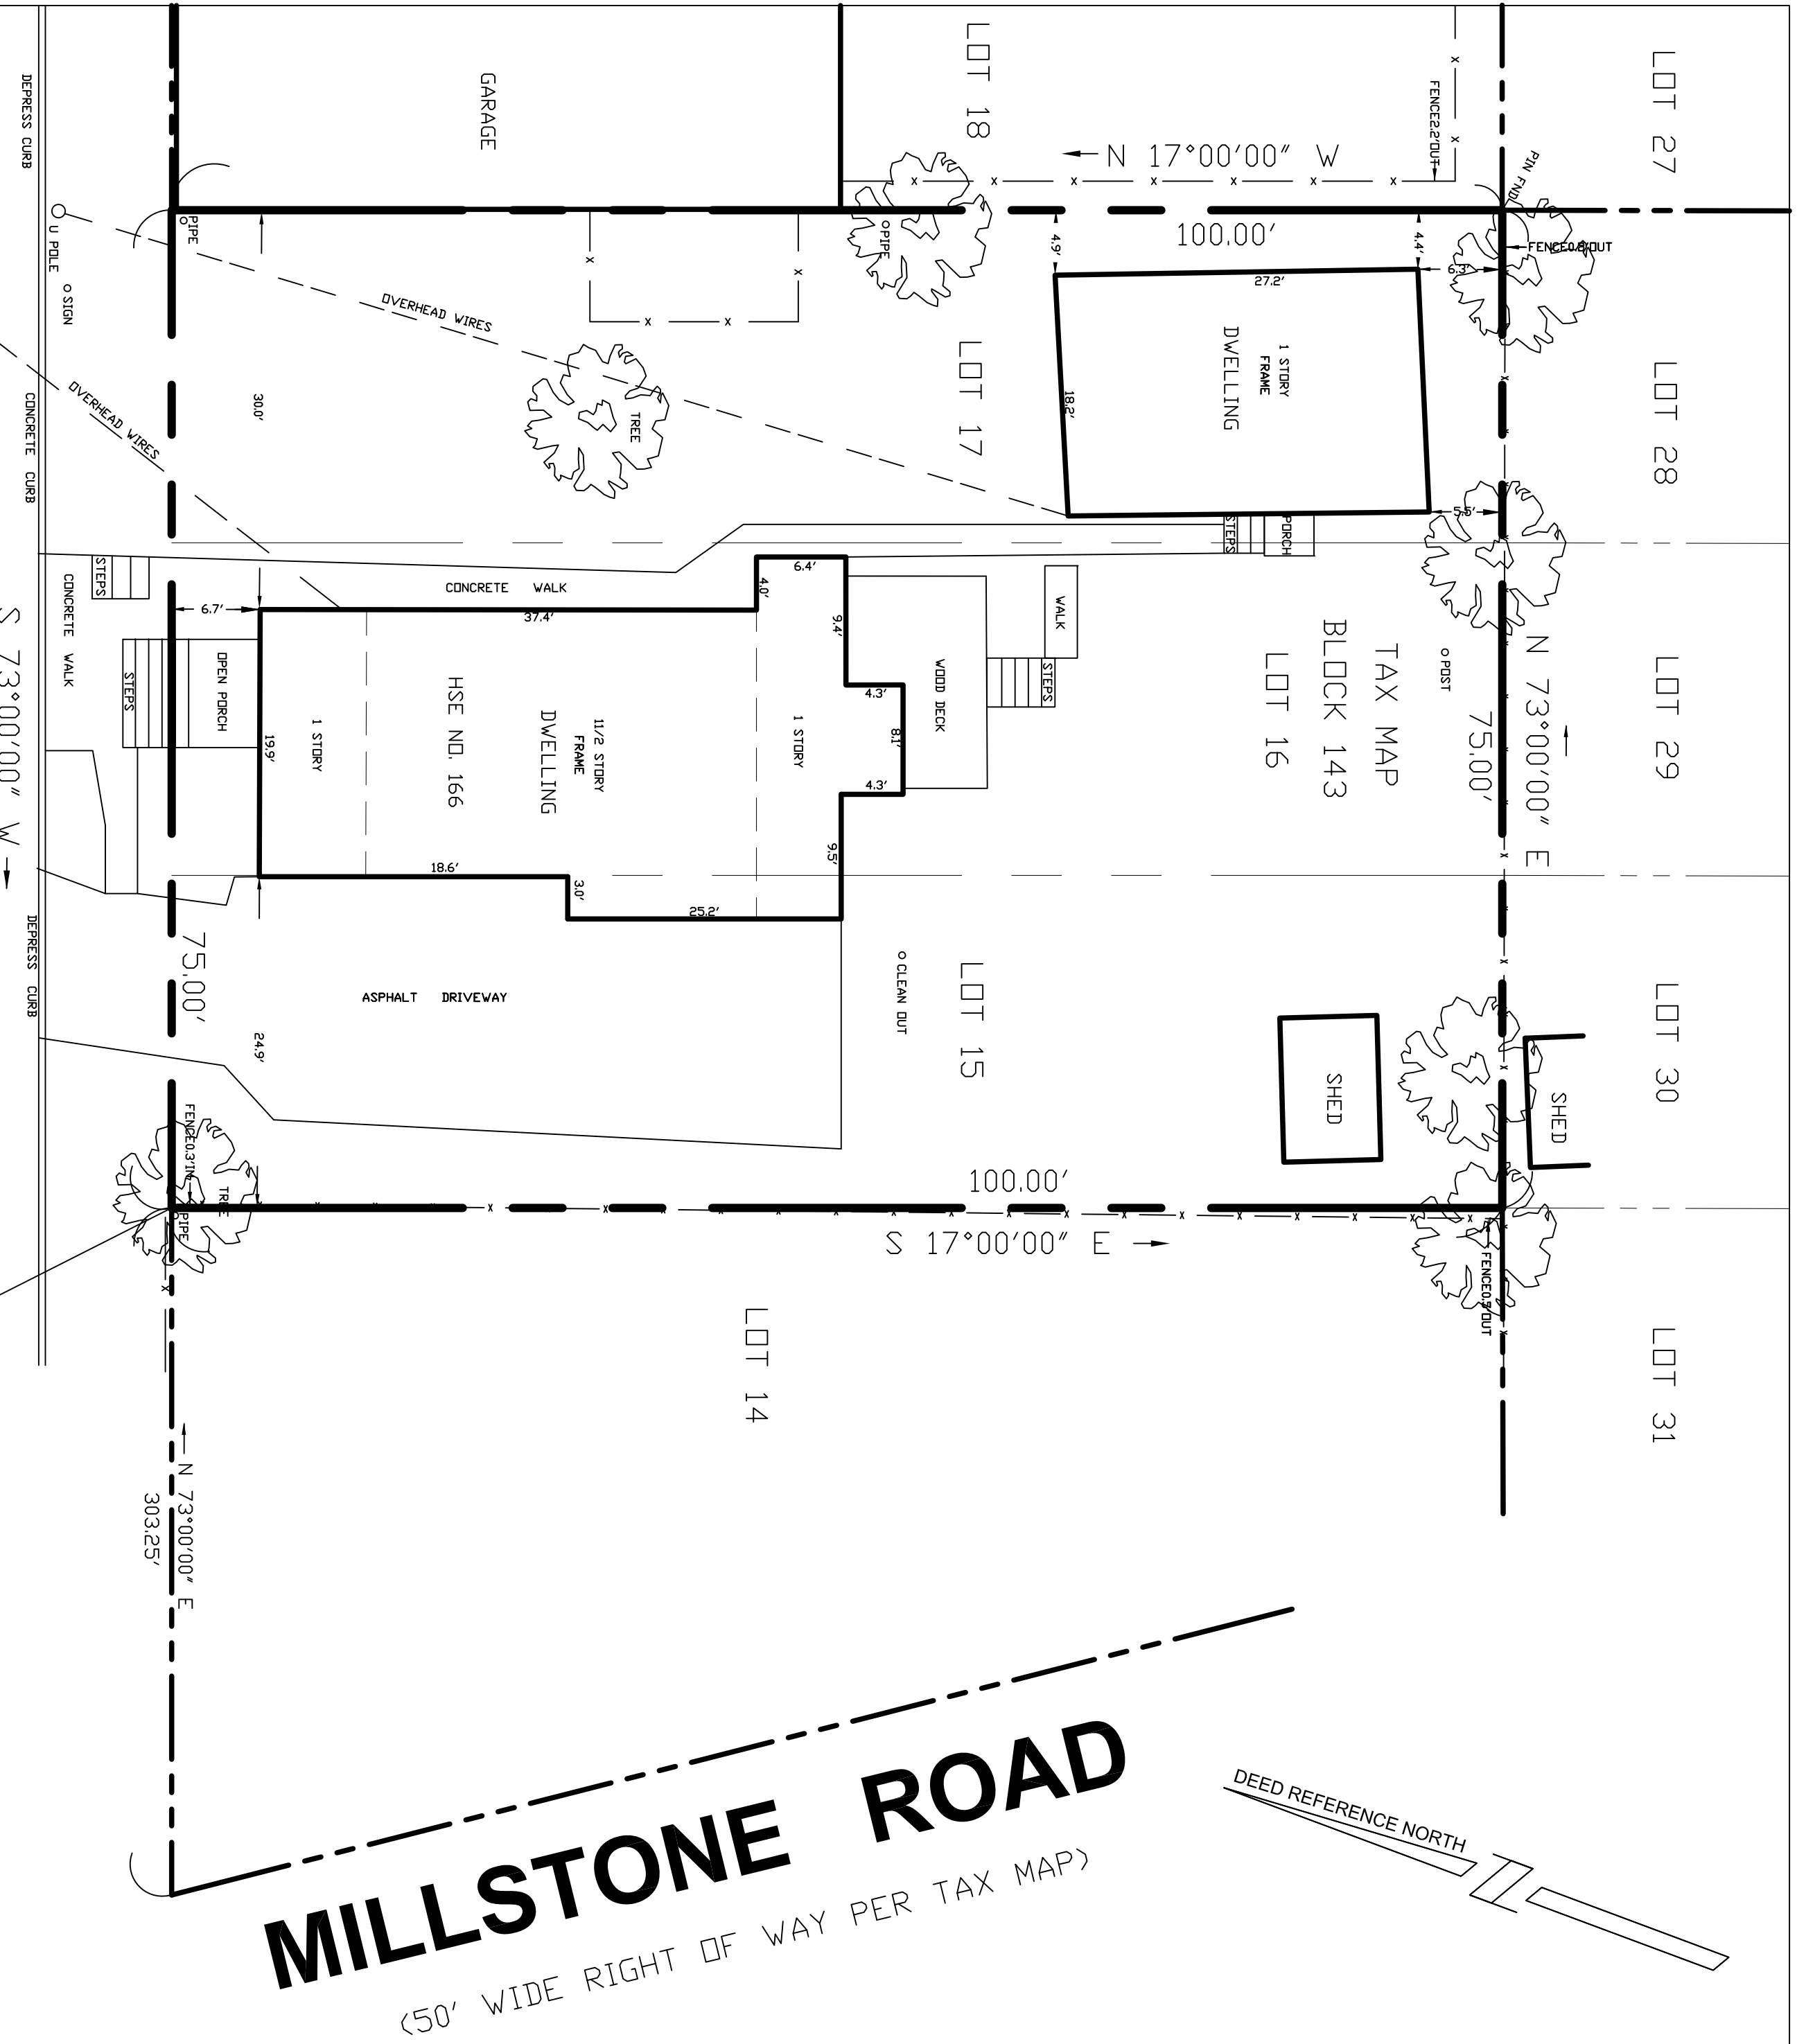 LOT 27
LOT 28
LOT 29
LOT 30
LOT 31
LOT 18
GARAGE
DEPRESS CURB
FENCE2.2'OUT
PIN FND
N 17°00'00" W
100.00'
FENCE0.8'OUT
4.4'
6.3'
4.9'
27.2'
1 STORY
FRAME
DWELLING
18.2'
5.5'
PIPE
PIPE
U POLE
SIGN
OVERHEAD WIRES
OVERHEAD WIRES
30.0'
TREE
LOT 17
CONCRETE CURB
STEPS
PORCH
STEPS
CONCRETE WALK
CONCRETE WALK
6.7'
37.4'
4.0'
6.4'
9.4'
4.3'
8.1'
4.3'
9.5'
WOOD DECK
WALK
STEPS
OPEN PORCH
STEPS
19.9'
1 STORY
HSE NO. 166
11/2 STORY
FRAME
DWELLING
1 STORY
18.6'
3.0'
25.2'
TAX MAP
BLOCK 143
LOT 16
POST
N 73°00'00" E
75.00'
S 73°00'00" W
75.00'
DEPRESS CURB
ASPHALT DRIVEWAY
24.9'
CLEAN OUT
LOT 15
SHED
SHED
FENCE0.3'IN
TREE
PIPE
100.00'
S 17°00'00" E
LOT 14
N 73°00'00" E
303.25'
MILLSTONE ROAD
(50' WIDE RIGHT OF WAY PER TAX MAP)
DEED REFERENCE NORTH